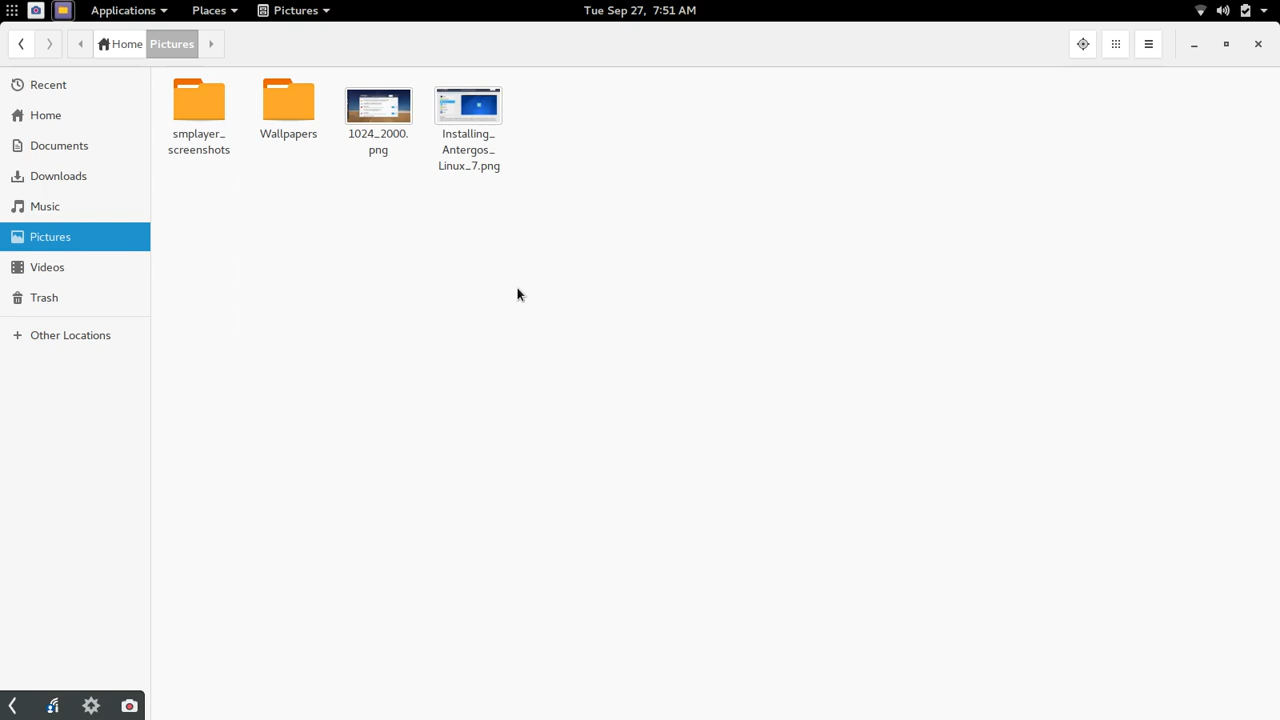 Applications
Places
Pictures
Tue Sep 27, 7:51 AM
Home
Pictures
Recent
Home
Documents
Downloads
Music
Pictures
Videos
Trash
Other Locations
smplayer_
screenshots
Wallpapers
1024_2000.
png
Installing_
Antergos_
Linux_7.png